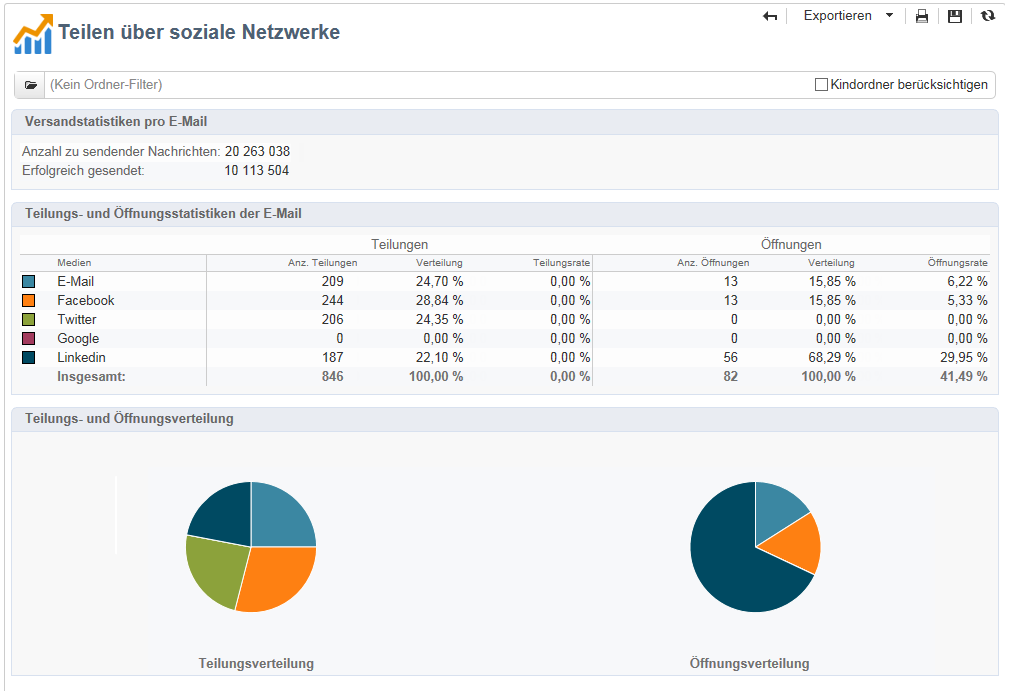 Exportieren
Teilen über soziale Netzwerke
(Kein Ordner-Filter) Kindordner berücksichtigen
Versandstatistiken pro E-Mail
Anzahl zu sendender Nachrichten: 20 263 038
Erfolgreich gesendet: 10 113 504
Teilungs- und Öffnungsstatistiken der E-Mail
Teilungen Öffnungen
Medien Anz. Teilungen Verteilung Teilungsrate Anz. Öffnungen Verteilung Öffnungsrate
E-Mail 209 24,70 % 0,00 % 13 15,85 % 6,22 %
Facebook 244 28,84 % 0,00 % 13 15,85 % 5,33 %
Twitter 206 24,35 % 0,00 % 0 0,00 % 0,00 %
Google 0 0,00 % 0,00 % 0 0,00 % 0,00 %
Linkedin 187 22,10 % 0,00 % 56 68,29 % 29,95 %
Insgesamt: 846 100,00 % 0,00 % 82 100,00 % 41,49 %
Teilungs- und Öffnungsverteilung
Teilungsverteilung Öffnungsverteilung